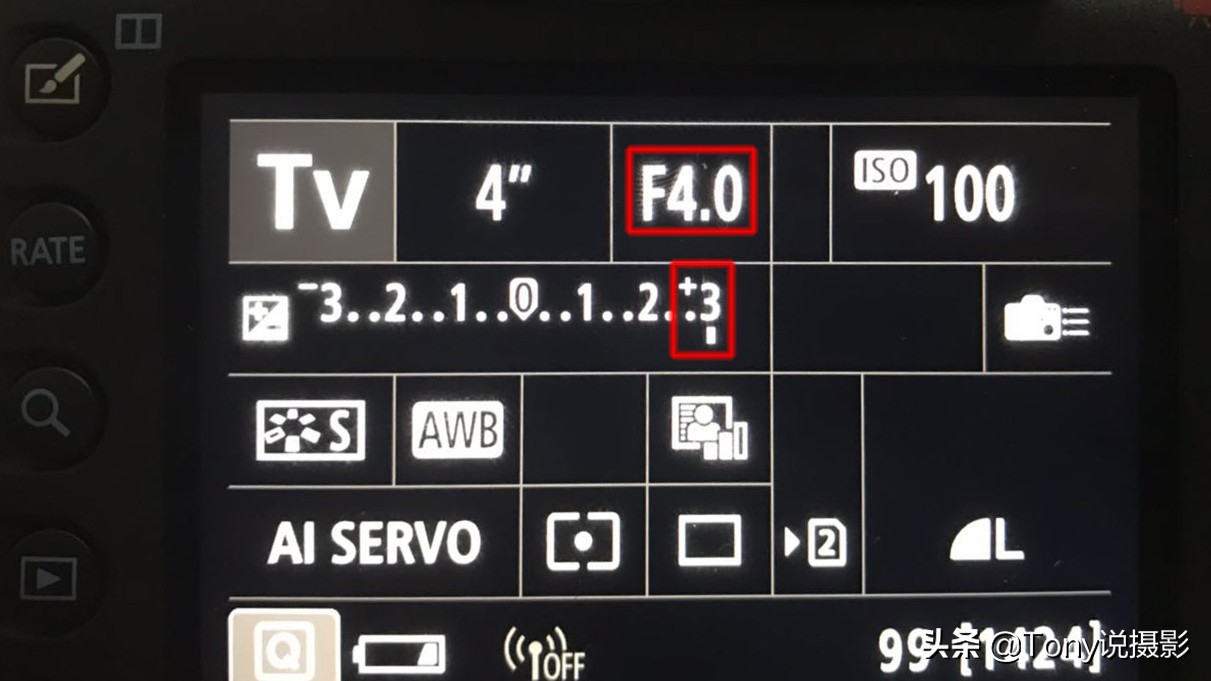 Tv 4" F4.0 ISO 100
RATE
-3..2..1..0..1..2..+3
S AWB
AI SERVO 2 L
Q OFF
头条 @Tony说摄影